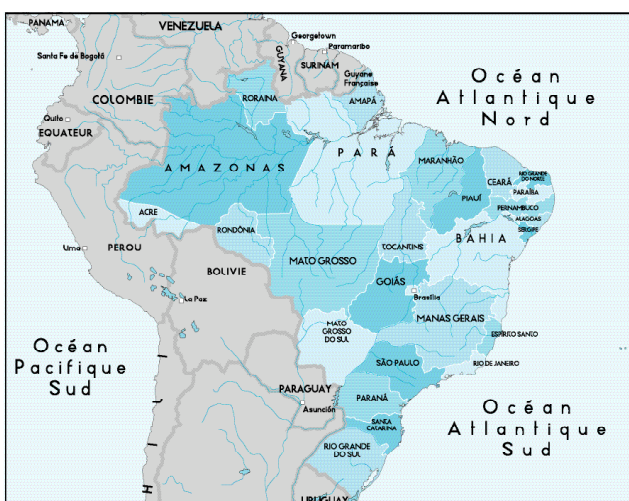 PANAMA
VENEZUELA
Georgetown
Paramaribo
Santa Fe de Bogotá
GUYANA
SURINAM
Guyane
Française
Océan
Atlantique
Nord
COLOMBIE
RORAINA
AMAPÁ
Quito
EQUATEUR
AMAZONAS
PARÁ
MARANHÃO
CEARÁ
RIO GRANDE
DO NORTE
PARAÍBA
PIAUÍ
PERNAMBUCO
ALAGOAS
SERGIPE
ACRE
RONDÔNIA
TOCANTINS
BAHIA
Lima
PEROU
MATO GROSSO
BOLIVIE
GOIÁS
Brasília
La Paz
MANAS GERAIS
ESPÍRITO SANTO
MATO
GROSSO
DO SUL
Océan
Pacifique
Sud
SÃO PAULO
RIO DE JANEIRO
PARAGUAY
Asunción
PARANÁ
SANTA
CATARINA
Océan
Atlantique
Sud
RIO GRANDE
DO SUL
URUGUAY